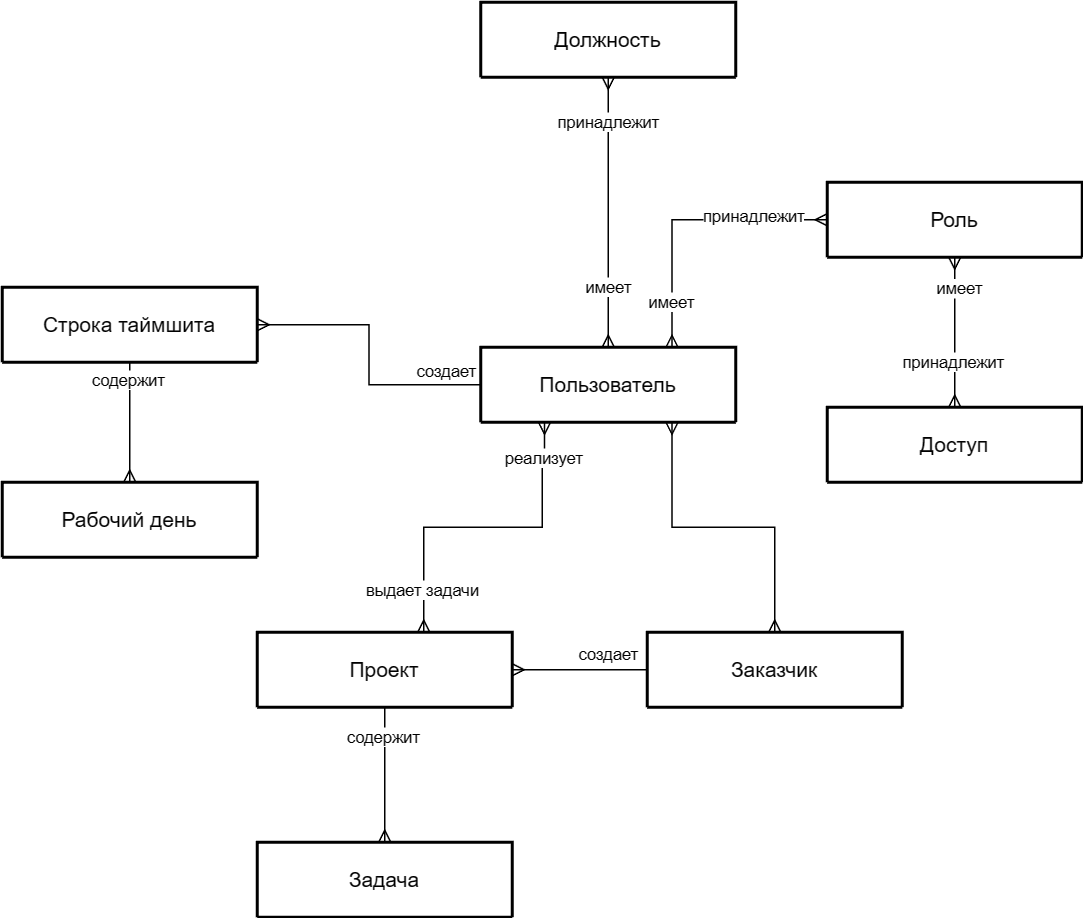 Должность
принадлежит
принадлежит
Роль
имеет
имеет
имеет
Строка таймшита
содержит
создает
Пользователь
принадлежит
Доступ
реализует
Рабочий день
выдает задачи
создает
Проект
Заказчик
содержит
Задача